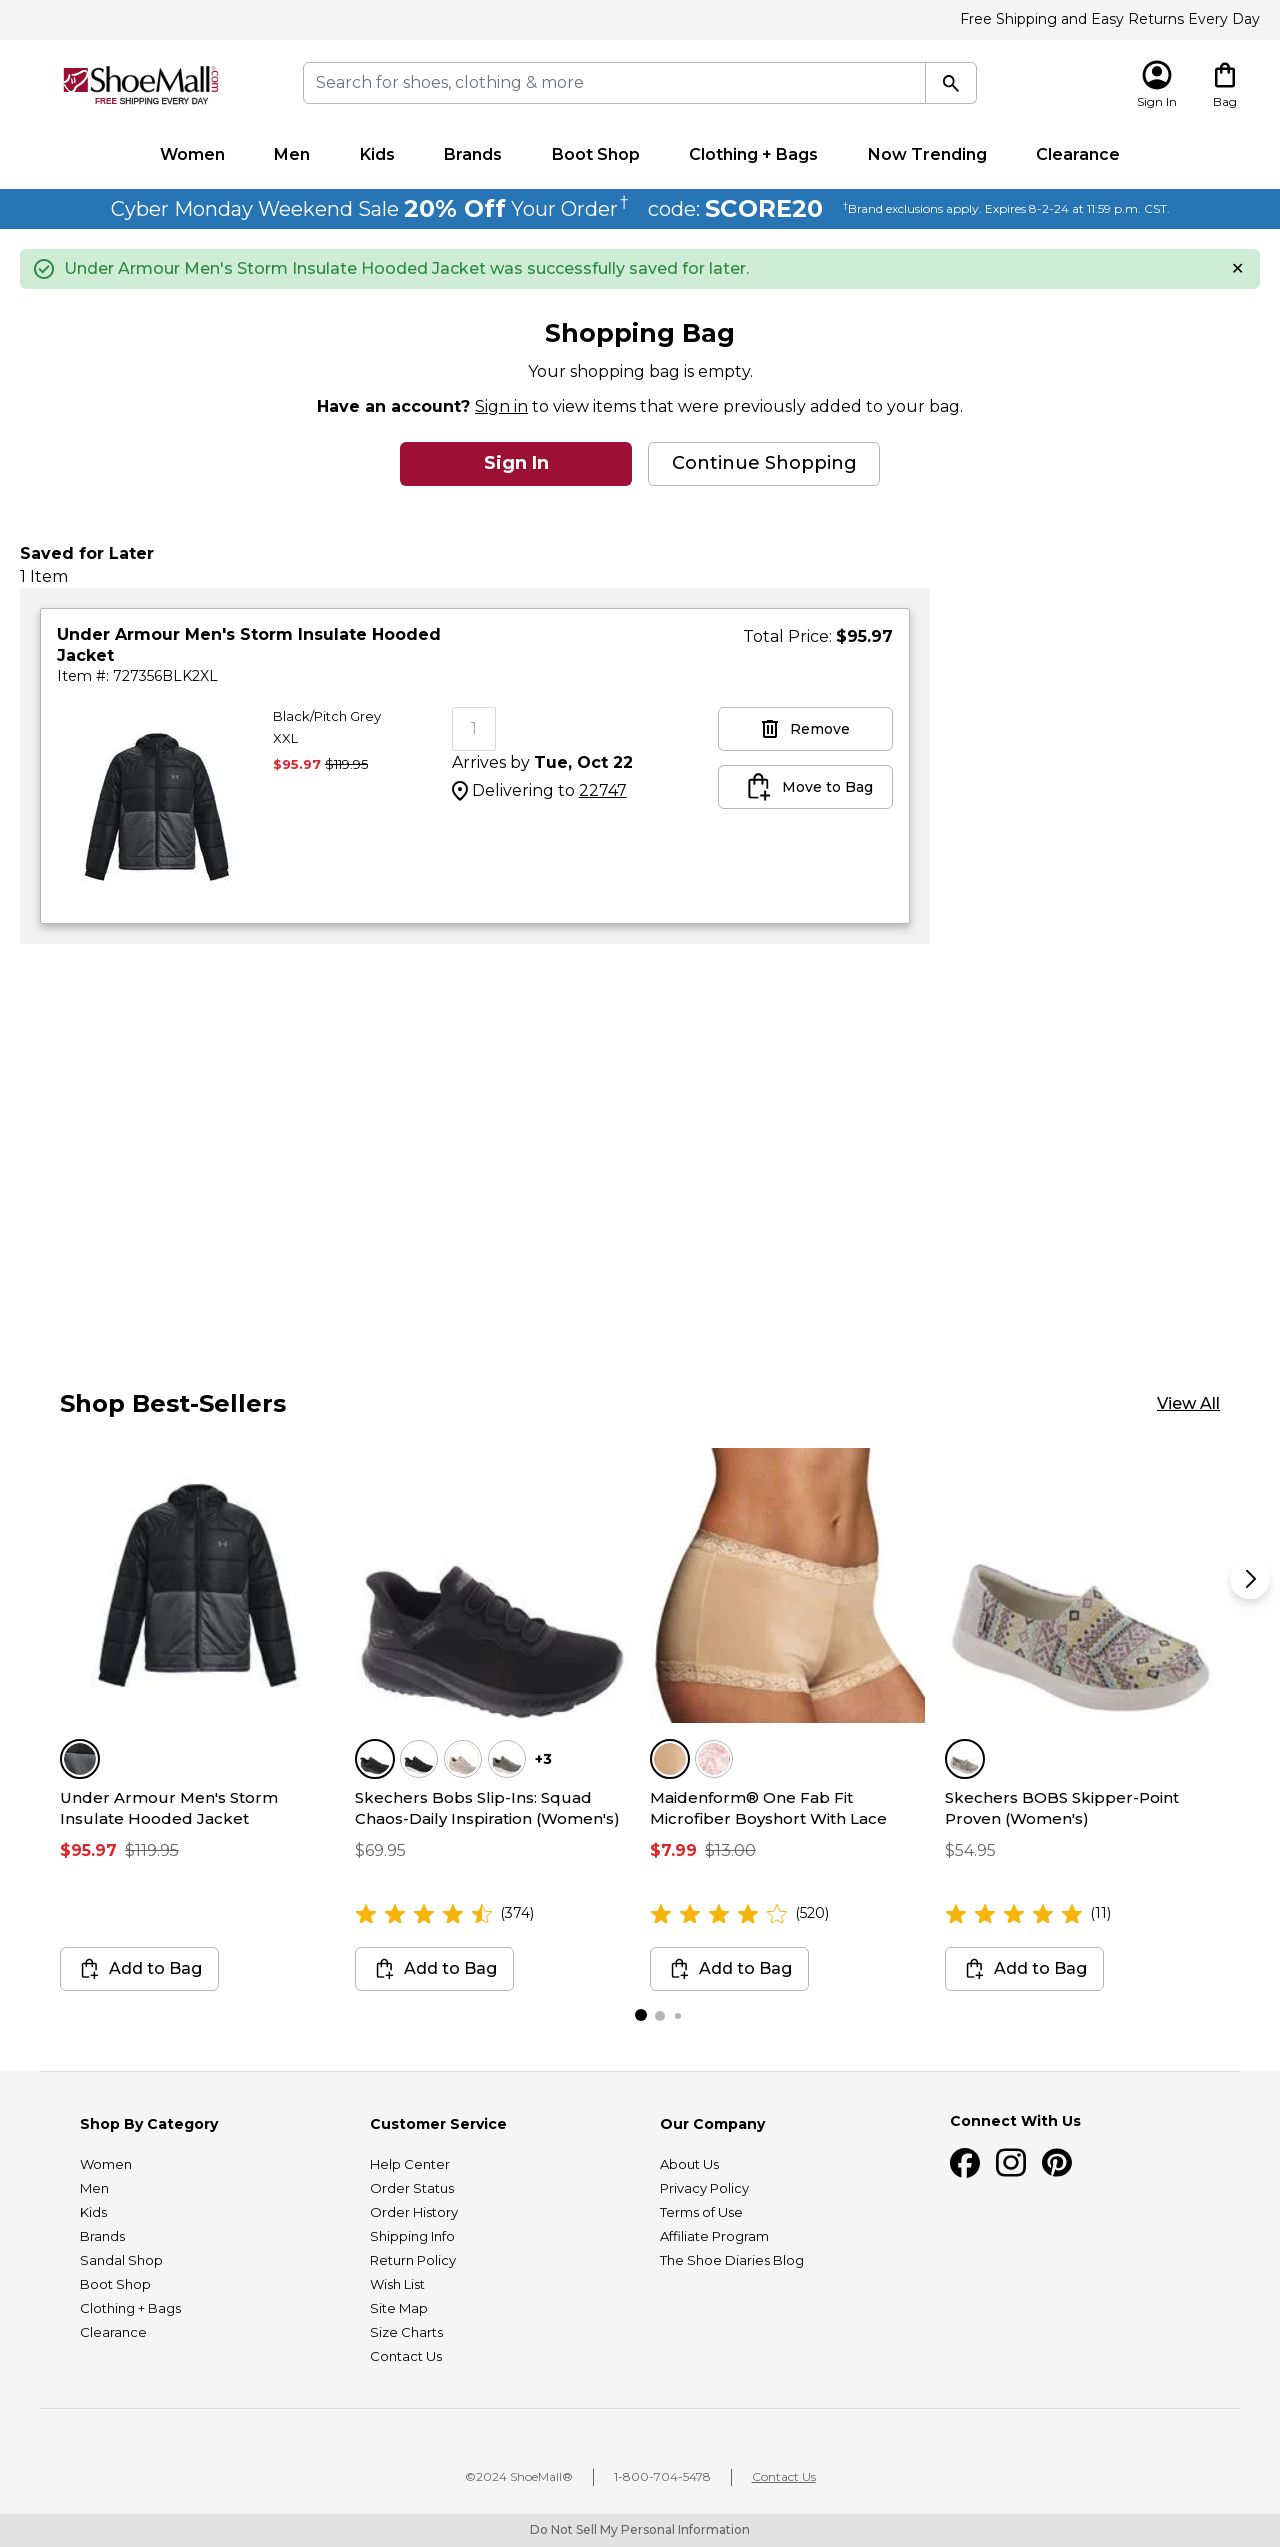 Free Shipping and Easy Returns Every Day
ShoeMall®.com
FREE SHIPPING EVERY DAY
Search for shoes, clothing & more
Sign In
Bag
Women
Men
Kids
Brands
Boot Shop
Clothing + Bags
Now Trending
Clearance
Cyber Monday Weekend Sale 20% Off Your Order† code: SCORE20 †Brand exclusions apply. Expires 8-2-24 at 11:59 p.m. CST.
Under Armour Men's Storm Insulate Hooded Jacket was successfully saved for later.
Shopping Bag
Your shopping bag is empty.
Have an account? Sign in to view items that were previously added to your bag.
Sign In
Continue Shopping
Saved for Later
1 Item
Under Armour Men's Storm Insulate Hooded
Jacket
Item #: 727356BLK2XL
Total Price: $95.97
Black/Pitch Grey
XXL
$95.97 $119.95
1
Arrives by Tue, Oct 22
Delivering to 22747
Remove
Move to Bag
Shop Best-Sellers
View All
Under Armour Men's Storm
Insulate Hooded Jacket
$95.97 $119.95
Add to Bag
+3
Skechers Bobs Slip-Ins: Squad
Chaos-Daily Inspiration (Women's)
$69.95
(374)
Add to Bag
Maidenform® One Fab Fit
Microfiber Boyshort With Lace
$7.99 $13.00
(520)
Add to Bag
Skechers BOBS Skipper-Point
Proven (Women's)
$54.95
(11)
Add to Bag
Shop By Category
Women
Men
Kids
Brands
Sandal Shop
Boot Shop
Clothing + Bags
Clearance
Customer Service
Help Center
Order Status
Order History
Shipping Info
Return Policy
Wish List
Site Map
Size Charts
Contact Us
Our Company
About Us
Privacy Policy
Terms of Use
Affiliate Program
The Shoe Diaries Blog
Connect With Us
©2024 ShoeMall®
1-800-704-5478
Contact Us
Do Not Sell My Personal Information